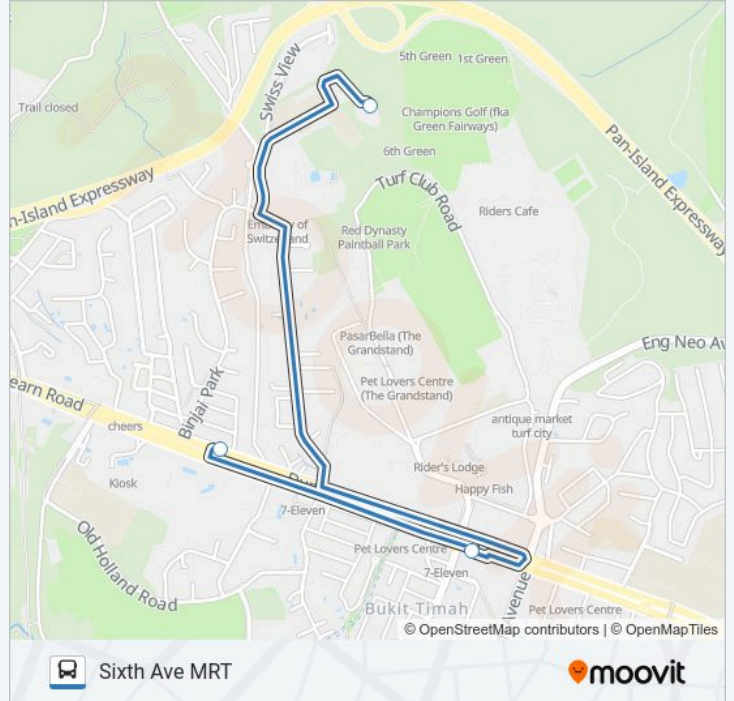 5th Green
1st Green
Swiss View
Trail closed
Champions Golf (fka
Green Fairways)
Pan-Island Expressway
6th Green
n-Island Expressway
Turf Club Road
Riders Cafe
Embassy of
Switzerland
Red Dynasty
Paintball Park
PasarBella (The
Grandstand)
Eng Neo Av
Pet Lovers Centre
(The Grandstand)
earn Road
Binjai Park
cheers
antique market
turf city
Rider's Lodge
Kiosk
Happy Fish
7-Eleven
Old Holland Road
Pet Lovers Centre
7-Eleven
Avenue
Bukit Timah
Pet Lovers Centre
© OpenStreetMap contributors | © OpenMapTiles
Sixth Ave MRT
moovit